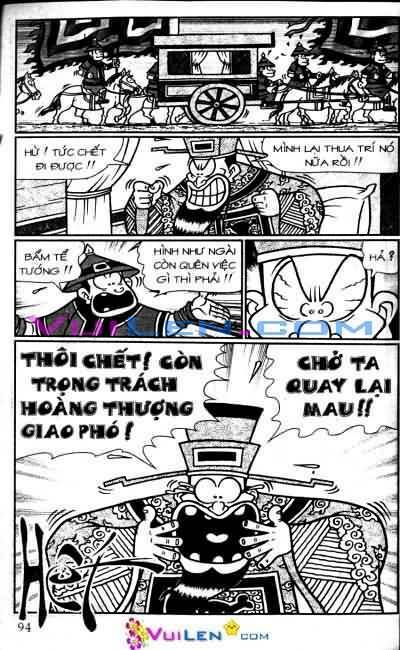 HỪ! TỨC CHẾT
ĐI ĐƯỢC!!
MÌNH LẠI THUA TRÍ NÓ
NỮA RỒI!!
BẨM TỂ
TƯỚNG!!
HÌNH NHƯ NGÀI
CÒN QUÊN VIỆC
GÌ THÌ PHẢI!!
HẢ?
VUILEN.COM
THÔI CHẾT! CÒN
TRỌNG TRÁCH
HOÀNG THƯỢNG
GIAO PHÓ!
CHỞ TA
QUAY LẠI
MAU!!
HÉT
94
VUILEN.COM